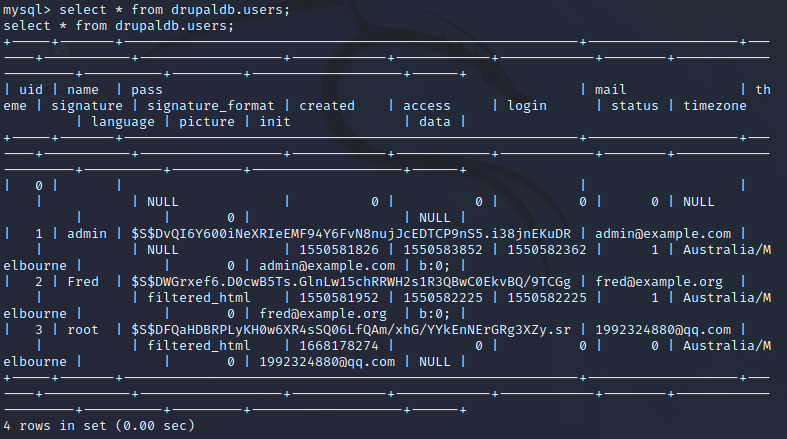 mysql> select * from drupaldb.users;
select * from drupaldb.users;
+-----+-------+---------------------------------------------------------+-------------------+---
----+-----------+------------------+------------+------------+------------+--------+------------
---------+----------+---------+-------------------+------+
| uid | name | pass | mail | th
eme | signature | signature_format | created | access | login | status | timezone
| language | picture | init | data |
+-----+-------+---------------------------------------------------------+-------------------+---
----+-----------+------------------+------------+------------+------------+--------+------------
---------+----------+---------+-------------------+------+
| 0 | | | |
| | NULL | 0 | 0 | 0 | 0 | NULL
| | 0 | | NULL |
| 1 | admin | $S$DvQI6Y600iNeXRIeEMF94Y6FvN8nujJcEDTCP9nS5.i38jnEKuDR | admin@example.com |
| | NULL | 1550581826 | 1550583852 | 1550582362 | 1 | Australia/M
elbourne | | 0 | admin@example.com | b:0; |
| 2 | Fred | $S$DWGrxef6.D0cwB5Ts.GlnLw15chRRWH2s1R3QBwC0EkvBQ/9TCGg | fred@example.org |
| | filtered_html | 1550581952 | 1550582225 | 1550582225 | 1 | Australia/M
elbourne | | 0 | fred@example.org | b:0; |
| 3 | root | $S$DFQaHDBRPLyKH0w6XR4sSQ06LfQAm/xhG/YYkEnNErGRg3XZy.sr | 1992324880@qq.com |
| | filtered_html | 1668178274 | 0 | 0 | 0 | Australia/M
elbourne | | 0 | 1992324880@qq.com | NULL |
+-----+-------+---------------------------------------------------------+-------------------+---
----+-----------+------------------+------------+------------+------------+--------+------------
---------+----------+---------+-------------------+------+
4 rows in set (0.00 sec)